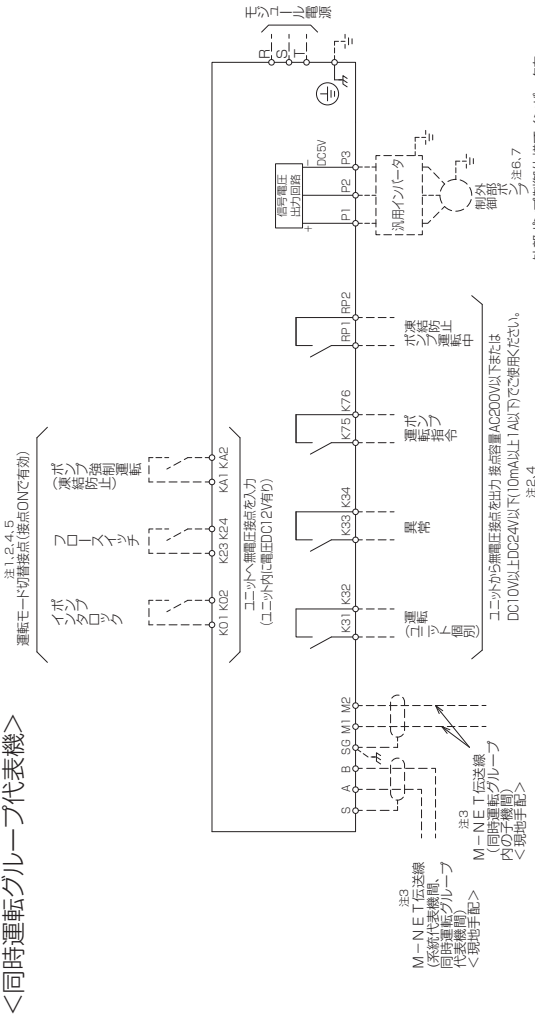 <同時運転グループ代表機>
注1,2,4,5
運転モード切替接点(接点ONで有効)
ポンプ
インタロック
フロースイッチ
ポンプ強制運転
(凍結防止)
K01 K02
K23 K24
KA1 KA2
ユニットへ無電圧接点を入力
(ユニット内に電圧DC12V有り)
モジュール電源
R
S
T
信号電圧
出力回路
+
−
DC5V
S
A
B
SG
M1
M2
K31
K32
K33
K34
K75
K76
RP1
RP2
P1
P2
P3
運転
(ユニット個別)
異常
ポンプ
運転指令
凍結防止
ポンプ運転中
汎用インバータ
外部ポンプ
制御
注6,7
注3
M−NET伝送線
(系統代表機間、
同時運転グループ
代表機間)
<現地手配>
注3
M−NET伝送線
(同時運転グループ
内の子機間)
<現地手配>
ユニットから無電圧接点を出力 接点容量AC200V以下または
DC10V以上DC24V以下(10mA以上1A以下)でご使用ください。
注2,4